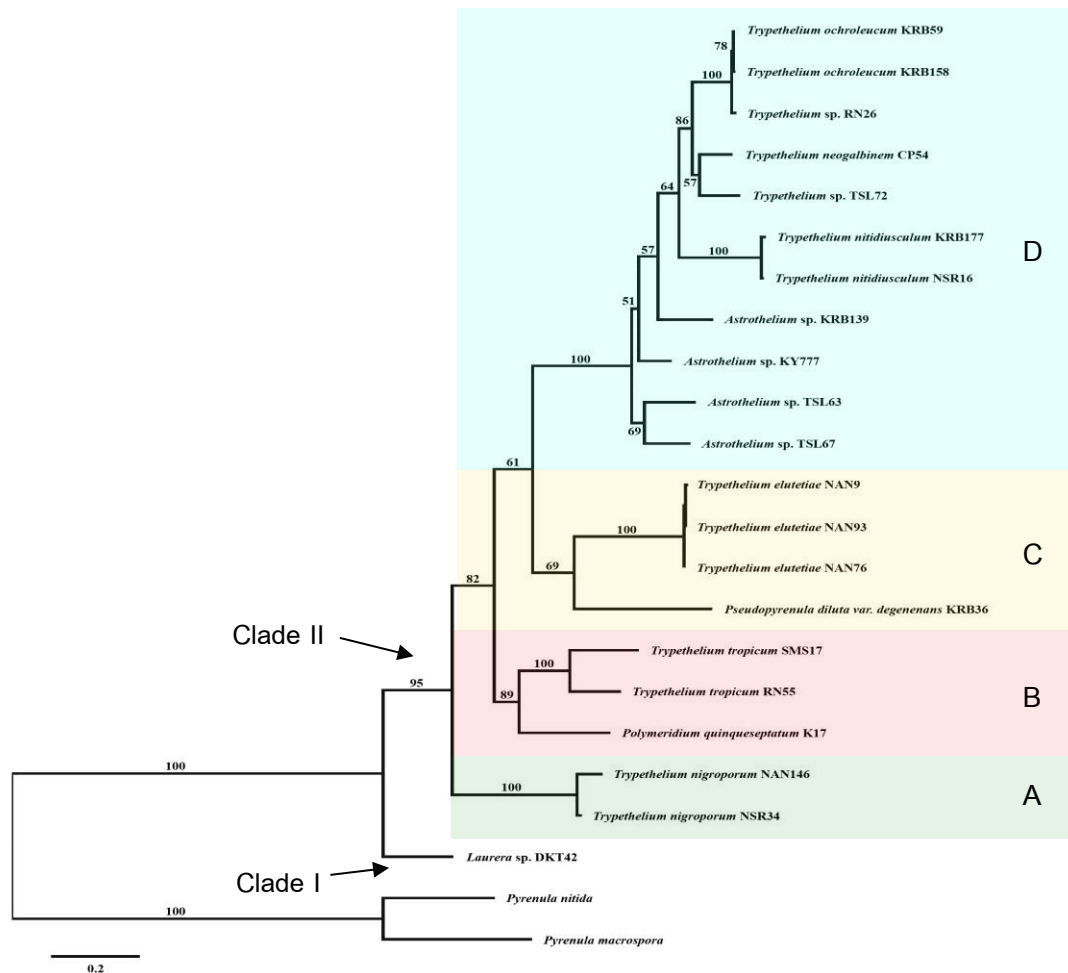 Trypethelium ochroleucum KRB59
78
Trypethelium ochroleucum KRB158
100
Trypethelium sp. RN26
86
Trypethelium neogalbinem CP54
57
64
Trypethelium sp. TSL72
Trypethelium nitidiusculum KRB177
D
57
100
Trypethelium nitidiusculum NSR16
51
Astrothelium sp. KRB139
100
Astrothelium sp. KY777
Astrothelium sp. TSL63
69
Astrothelium sp. TSL67
61
Trypethelium elutetiae NAN9
100
Trypethelium elutetiae NAN93
C
69
Trypethelium elutetiae NAN76
82
Pseudopyrenula diluta var. degenenans KRB36
Clade II
Trypethelium tropicum SMS17
100
95
89
Trypethelium tropicum RN55
B
Polymeridium quinqueseptatum K17
100
Trypethelium nigroporum NAN146
100
A
Trypethelium nigroporum NSR34
Laurera sp. DKT42
Clade I
Pyrenula nitida
100
Pyrenula macrospora
0.2